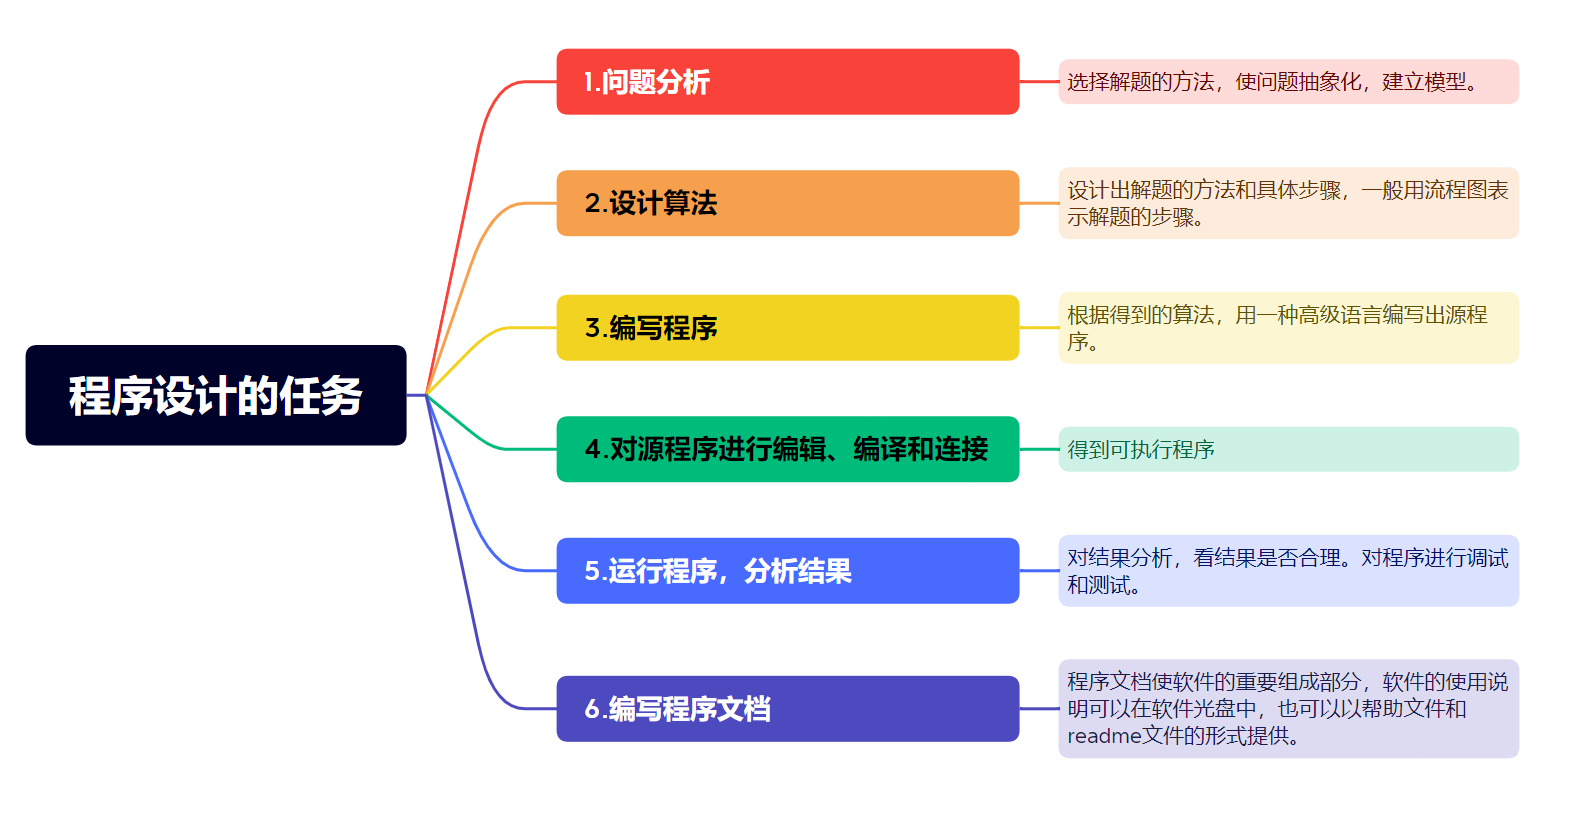 程序设计的任务
1.问题分析
选择解题的方法，使问题抽象化，建立模型。
2.设计算法
设计出解题的方法和具体步骤，一般用流程图表
示解题的步骤。
3.编写程序
根据得到的算法，用一种高级语言编写出源程
序。
4.对源程序进行编辑、编译和连接
得到可执行程序
5.运行程序，分析结果
对结果分析，看结果是否合理。对程序进行调试
和测试。
6.编写程序文档
程序文档使软件的重要组成部分，软件的使用说
明可以在软件光盘中，也可以以帮助文件和
readme文件的形式提供。